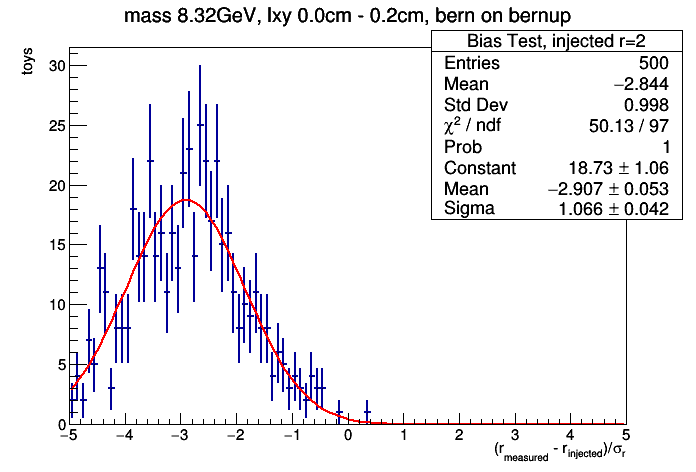 mass 8.32GeV, lxy 0.0cm - 0.2cm, bern on bernup
toys
Bias Test, injected r=2
Entries 500
Mean −2.844
Std Dev 0.998
χ² / ndf 50.13 / 97
Prob 1
Constant 18.73 ± 1.06
Mean −2.907 ± 0.053
Sigma 1.066 ± 0.042
30
25
20
15
10
5
0
−5 −4 −3 −2 −1 0 1 2 3 4 5
(r_measured - r_injected)/σ_r